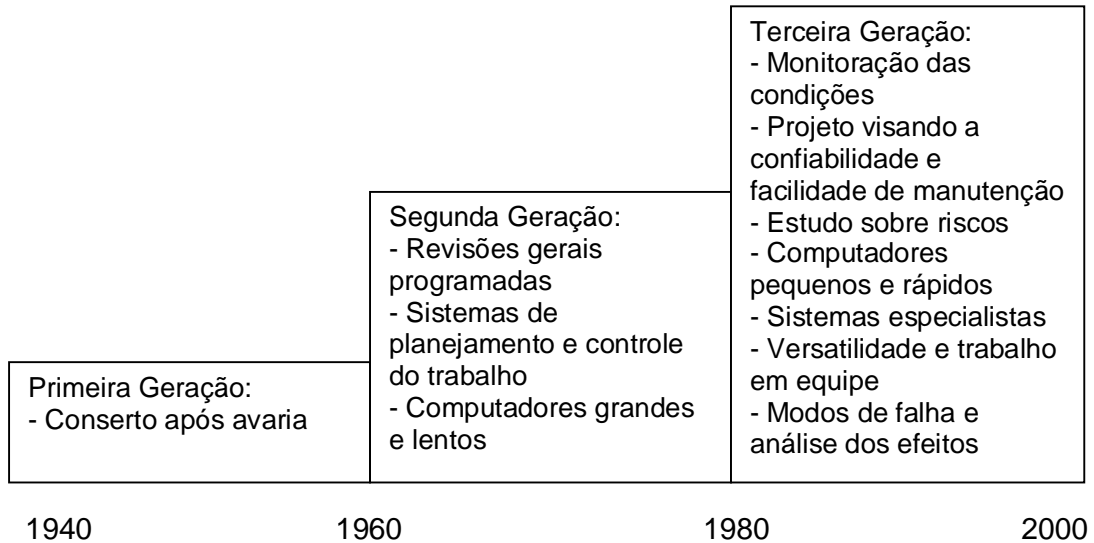 Primeira Geração:
- Conserto após avaria
Segunda Geração:
- Revisões gerais
programadas
- Sistemas de
planejamento e controle
do trabalho
- Computadores grandes
e lentos
Terceira Geração:
- Monitoração das
condições
- Projeto visando a
confiabilidade e
facilidade de manutenção
- Estudo sobre riscos
- Computadores
pequenos e rápidos
- Sistemas especialistas
- Versatilidade e trabalho
em equipe
- Modos de falha e
análise dos efeitos
1940 1960 1980 2000